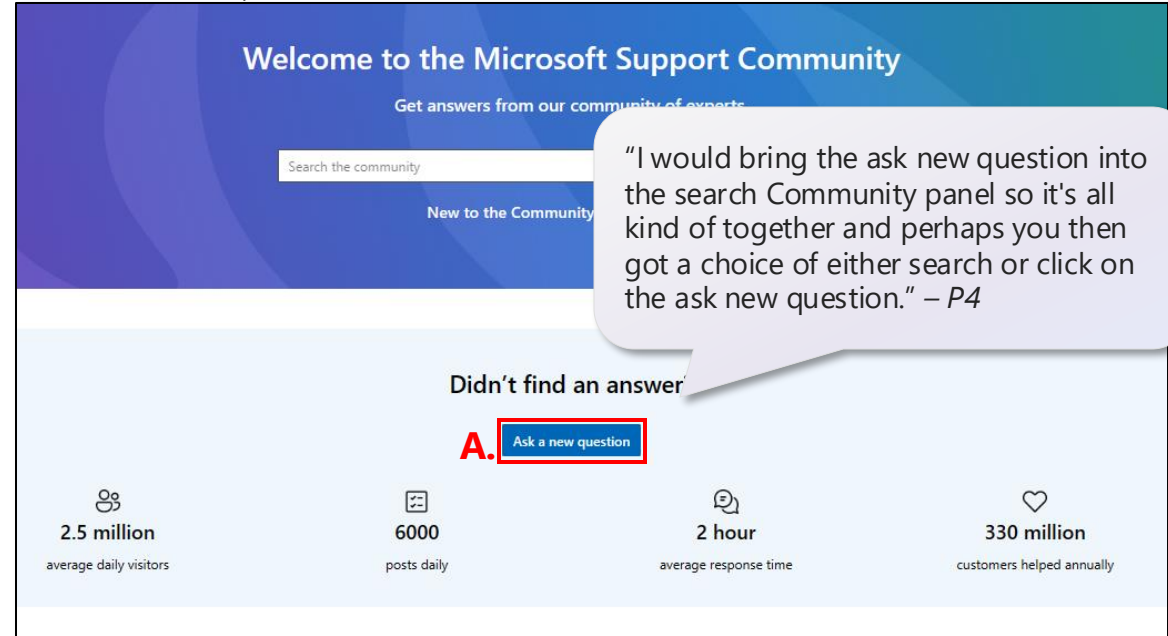 Welcome to the Microsoft Support Community
Get answers from our community of experts
Search the community
New to the Community
“I would bring the ask new question into
the search Community panel so it's all
kind of together and perhaps you then
got a choice of either search or click on
the ask new question.” – P4
Didn’t find an answer
A.
Ask a new question
2.5 million
6000
2 hour
330 million
average daily visitors
posts daily
average response time
customers helped annually